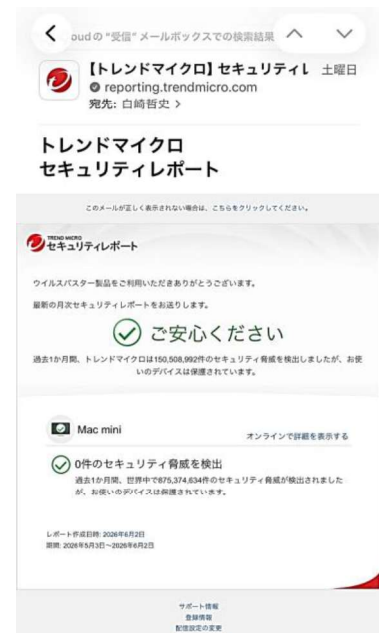 oudの"受信"メールボックスでの検索結果
【トレンドマイクロ】セキュリティレ 土曜日
reporting.trendmicro.com
宛先: 白崎哲史 >
トレンドマイクロ
セキュリティレポート
このメールが正しく表示されない場合は、こちらをクリックしてください。
TREND MICRO
セキュリティレポート
ウイルスバスター製品をご利用いただきありがとうございます。
最新の月次セキュリティレポートをお送りします。
ご安心ください
過去1か月間、トレンドマイクロは150,508,992件のセキュリティ脅威を検出しましたが、お使
いのデバイスは保護されています。
Mac mini
オンラインで詳細を表示する
0件のセキュリティ脅威を検出
過去1か月間、世界中で875,374,634件のセキュリティ脅威が検出されました
が、お使いのデバイスは保護されています。
レポート作成日時: 2026年6月2日
期間: 2026年5月3日~2026年6月2日
サポート情報
登録情報
配信設定の変更